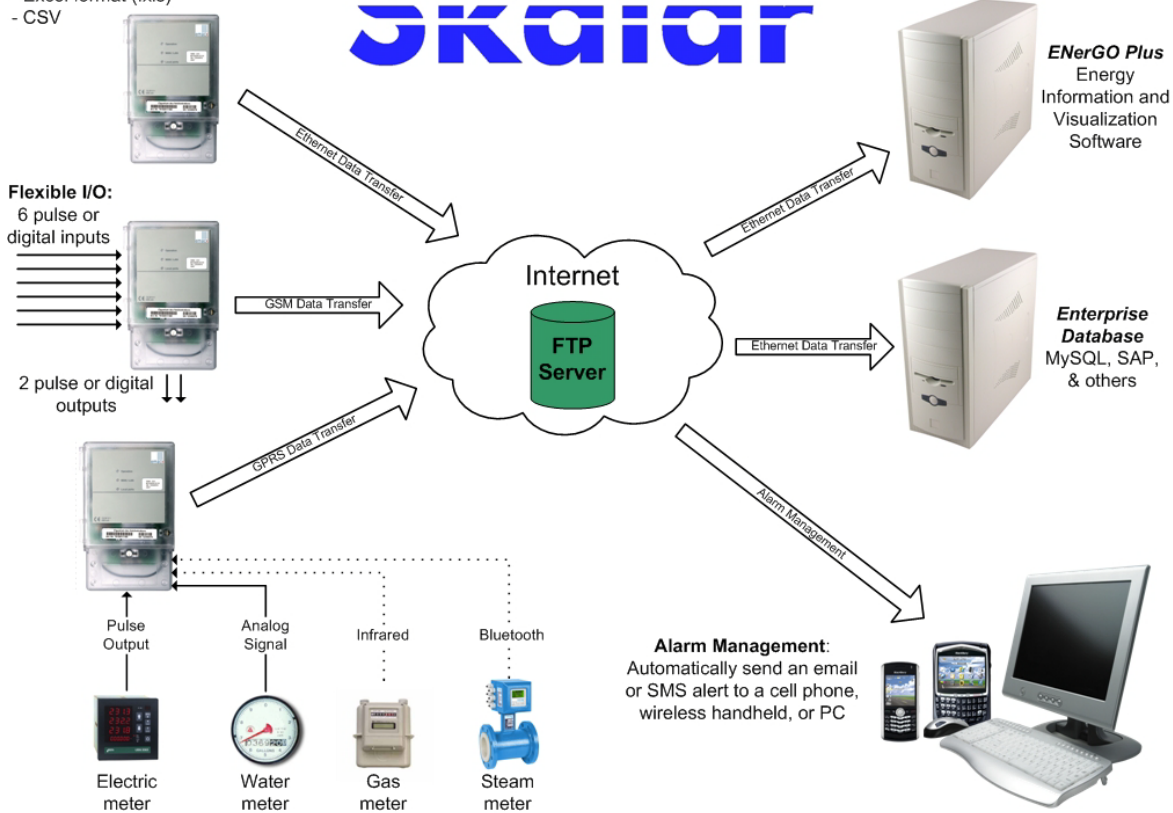 - CSV
Skalar
ENerGO Plus
Energy
Information and
Visualization
Software
Ethernet Data Transfer
Ethernet Data Transfer
Flexible I/O:
6 pulse or
digital inputs
GSM Data Transfer
2 pulse or digital
outputs
Internet
FTP
Server
Ethernet Data Transfer
Enterprise
Database
MySQL, SAP,
& others
GPRS Data Transfer
Alarm Management
Pulse
Output
Analog
Signal
Infrared
Bluetooth
Alarm Management:
Automatically send an email
or SMS alert to a cell phone,
wireless handheld, or PC
Electric
meter
Water
meter
Gas
meter
Steam
meter